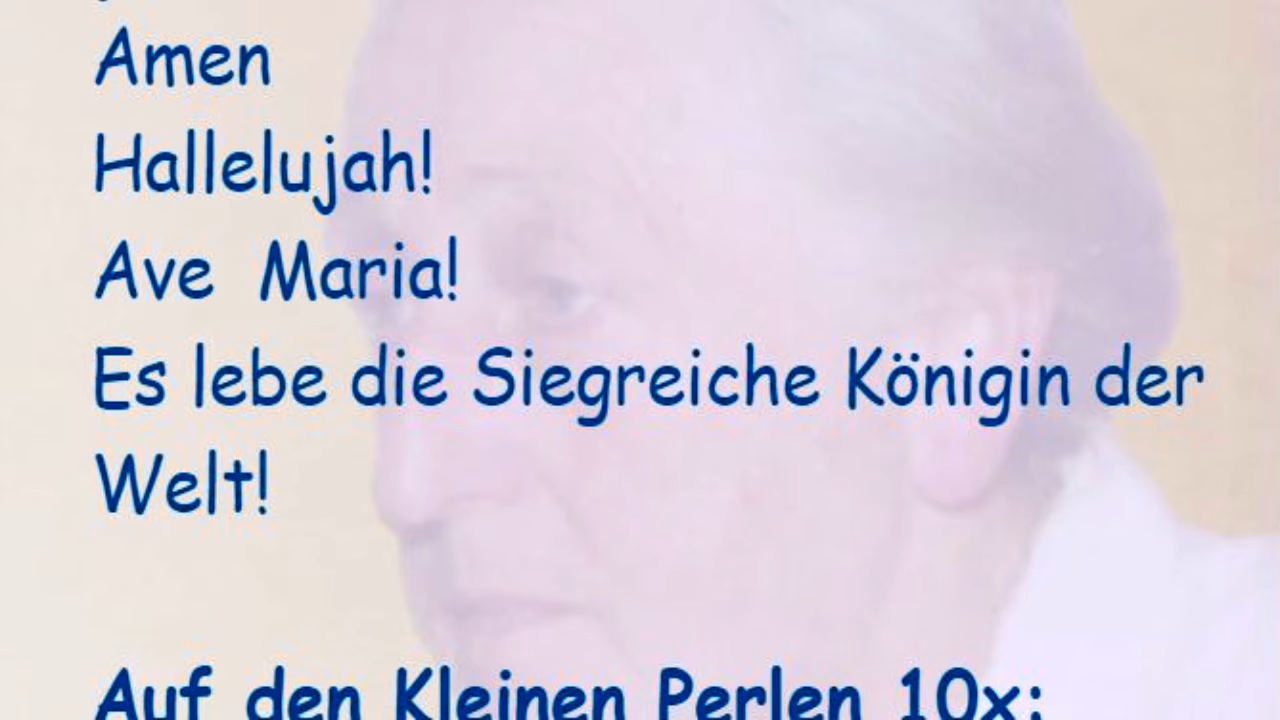 Amen
Hallelujah!
Ave Maria!
Es lebe die Siegreiche Königin der
Welt!
Auf den Kleinen Perlen 10x: